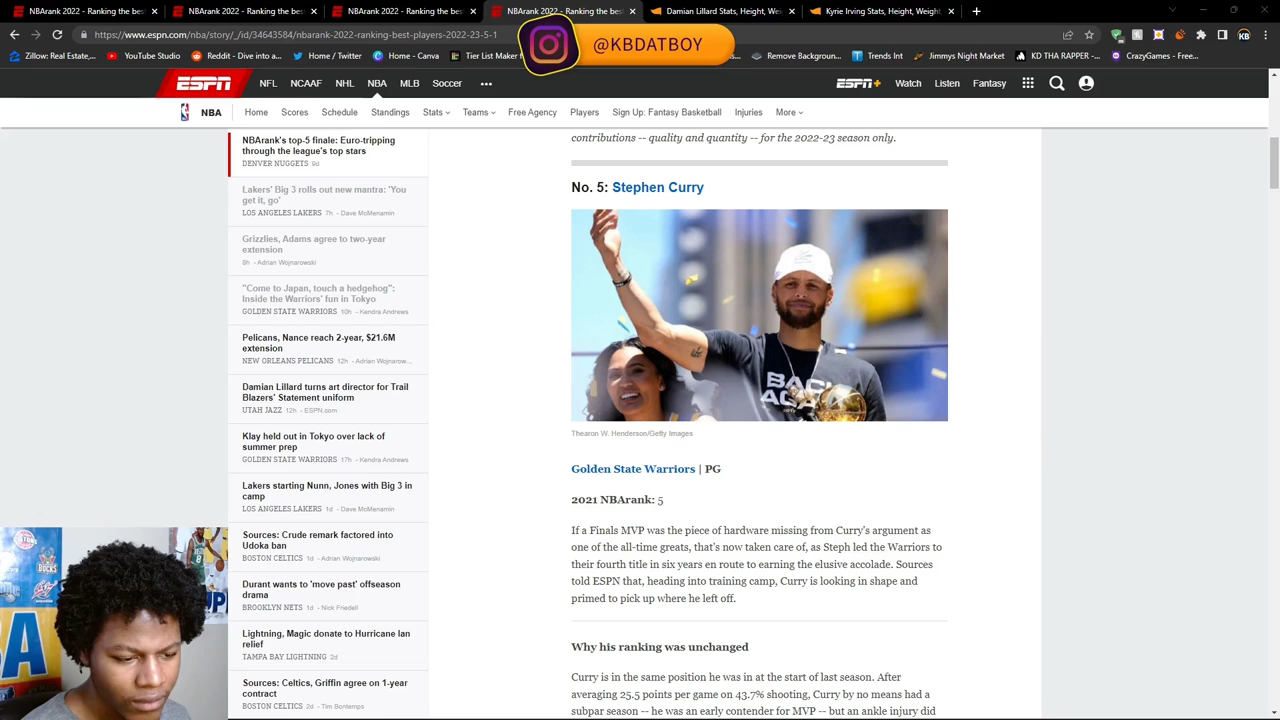 NBArank 2022: Ranking
NBArank 2022: Ranking
NBArank 2022: Ranking
Damian Lillard Stats, Height, We
Kyrie Irving Stats, Height, Weight
https://www.espn.com/nba/story/_id/34643584/nbarank-2022-ranking-best-players-2022-23-5-1
@KBDATBOY
KB
Zillow: Real Estate,...
Reddit - Dive into a...
Home / Twitter
Home | Canva
Tier List Maker - Cr
Remove Background...
Trends Int
Jimmys Night Market
KD THA RAPPER -...
CrazyGames - Free...
ESPN
NFL
NCAAF
NHL
NBA
MLB
Soccer
ESPN+
Watch
Listen
Fantasy
NBA
Home
Scores
Schedule
Standings
Stats
Teams
Free Agency
Players
Sign Up: Fantasy Basketball
Injuries
More
NBArank's top-5 finale: Euro-tripping
through the league's top stars
DENVER NUGGETS 9d
Lakers' Big 3 rolls out new mantra: 'You
get it, go'
LOS ANGELES LAKERS 7h - Dave McMenamin
Grizzlies, Adams agree to two-year
extension
8h - Adrian Wojnarowski
"Come to Japan, touch a hedgehog":
Inside the Warriors' fun in Tokyo
GOLDEN STATE WARRIORS 10h - Kendra Andrews
Pelicans, Nance reach 2-year, $21.6M
extension
NEW ORLEANS PELICANS 12h - Adrian Wojnarow...
Damian Lillard turns art director for Trail
Blazers' Statement uniform
UTAH JAZZ 12h - ESPN.com
Klay held out in Tokyo over lack of
summer prep
GOLDEN STATE WARRIORS 17h - Kendra Andrews
Lakers starting Nunn, Jones with Big 3 in
camp
LOS ANGELES LAKERS 1d - Dave McMenamin
Sources: Crude remark factored into
Udoka ban
BOSTON CELTICS 1d - Adrian Wojnarowski
Durant wants to 'move past' offseason
drama
BROOKLYN NETS 1d - Nick Friedell
Lightning, Magic donate to Hurricane Ian
relief
TAMPA BAY LIGHTNING 2d
Sources: Celtics, Griffin agree on 1-year
contract
BOSTON CELTICS 2d - Tim Bontemps
contributions -- quality and quantity -- for the 2022-23 season only.
No. 5: Stephen Curry
BACK
AGAIN
Thearon W. Henderson/Getty Images
Golden State Warriors | PG
2021 NBArank: 5
If a Finals MVP was the piece of hardware missing from Curry's argument as
one of the all-time greats, that's now taken care of, as Steph led the Warriors to
their fourth title in six years en route to earning the elusive accolade. Sources
told ESPN that, heading into training camp, Curry is looking in shape and
primed to pick up where he left off.
Why his ranking was unchanged
Curry is in the same position he was in at the start of last season. After
averaging 25.5 points per game on 43.7% shooting, Curry by no means had a
subpar season -- he was an early contender for MVP -- but an ankle injury did